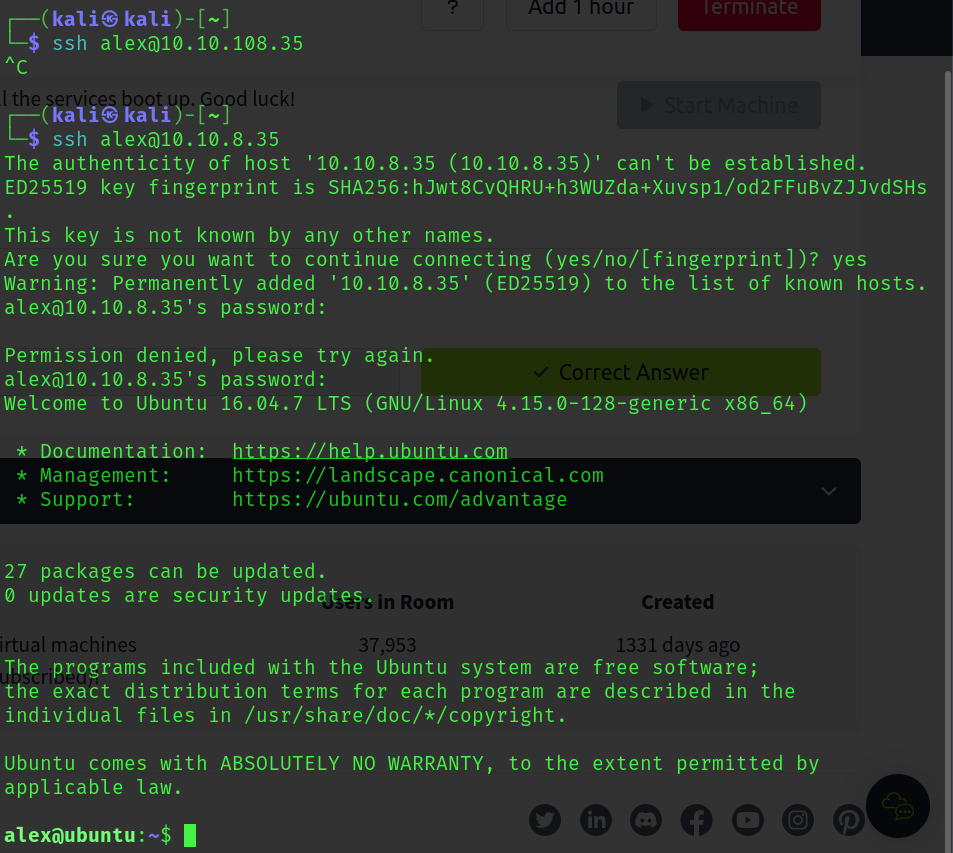 ┌──(kali㉿kali)-[~]
└─$ ssh alex@10.10.108.35
^C
? Add 1 hour Terminate
ll the services boot up. Good luck!
Start Machine
┌──(kali㉿kali)-[~]
└─$ ssh alex@10.10.8.35
The authenticity of host '10.10.8.35 (10.10.8.35)' can't be established.
ED25519 key fingerprint is SHA256:hJwt8CvQHRU+h3WUZda+Xuvsp1/od2FFuBvZJJvdSHs
.
This key is not known by any other names.
Are you sure you want to continue connecting (yes/no/[fingerprint])? yes
Warning: Permanently added '10.10.8.35' (ED25519) to the list of known hosts.
alex@10.10.8.35's password:
Permission denied, please try again.
✓ Correct Answer
alex@10.10.8.35's password:
Welcome to Ubuntu 16.04.7 LTS (GNU/Linux 4.15.0-128-generic x86_64)
* Documentation: https://help.ubuntu.com
* Management: https://landscape.canonical.com
* Support: https://ubuntu.com/advantage
27 packages can be updated.
0 updates are security updates.
Users in Room Created
irtual machines 37,953 1331 days ago
ubscribed)!
The programs included with the Ubuntu system are free software;
the exact distribution terms for each program are described in the
individual files in /usr/share/doc/*/copyright.
Ubuntu comes with ABSOLUTELY NO WARRANTY, to the extent permitted by
applicable law.
alex@ubuntu:~$